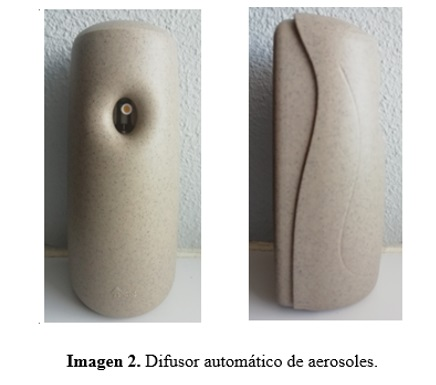 Imagen 2. Difusor automático de aerosoles.